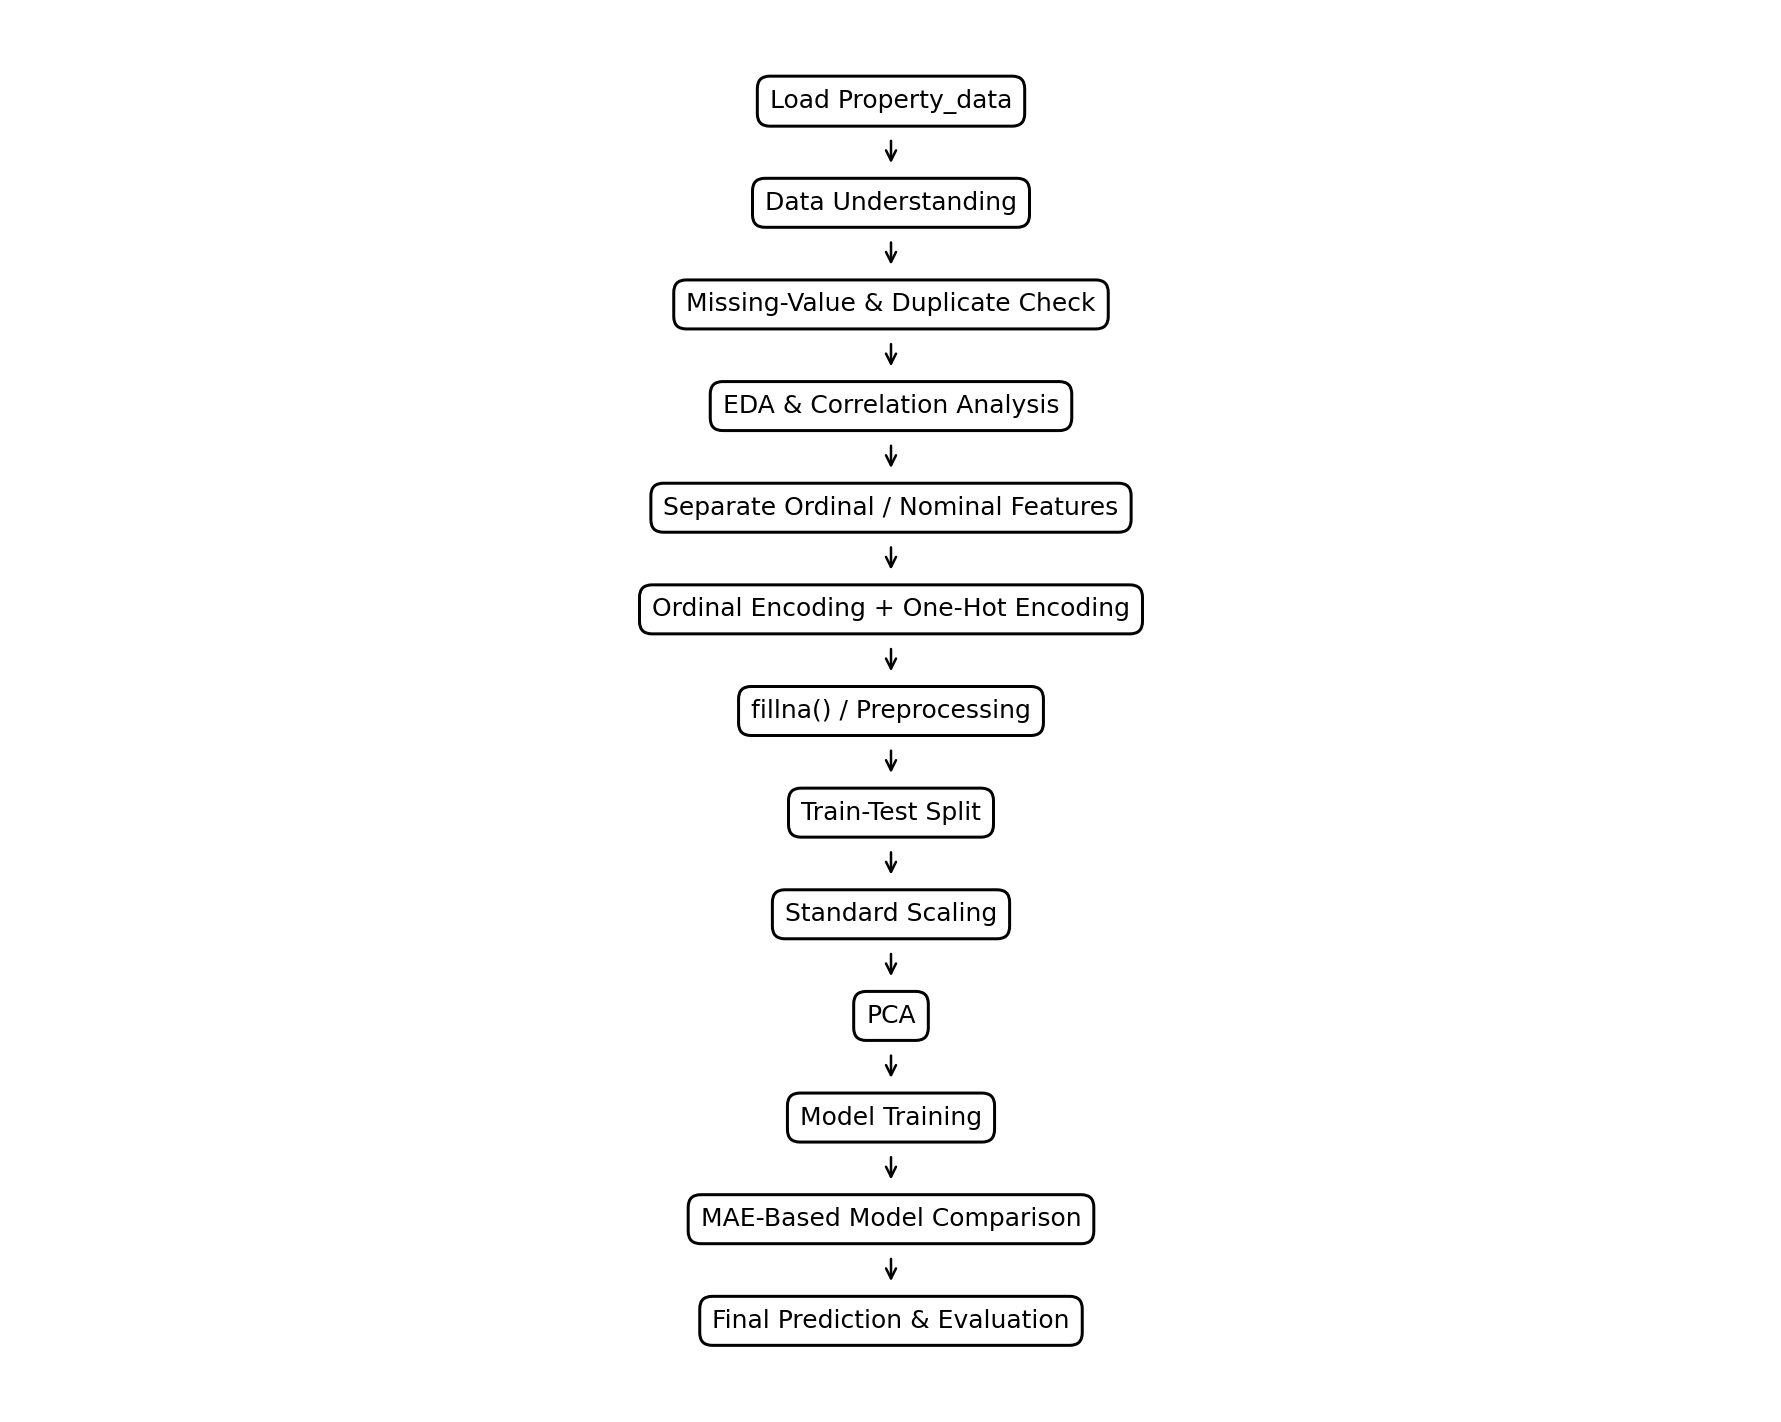 Load Property_data
Data Understanding
Missing-Value & Duplicate Check
EDA & Correlation Analysis
Separate Ordinal / Nominal Features
Ordinal Encoding + One-Hot Encoding
fillna() / Preprocessing
Train-Test Split
Standard Scaling
PCA
Model Training
MAE-Based Model Comparison
Final Prediction & Evaluation